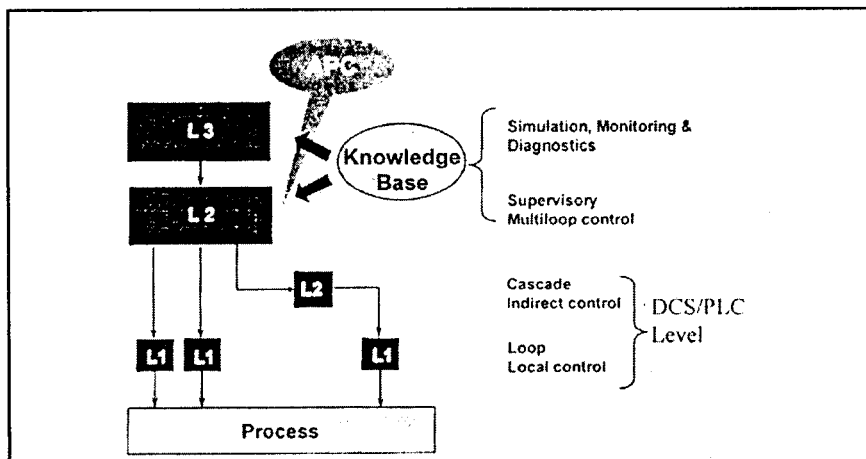 APC
L3
Knowledge
Base
Simulation, Monitoring &
Diagnostics
L2
Supervisory
Multiloop control
L2
Cascade
Indirect control
DCS/PLC
Level
L1
L1
L1
Loop
Local control
Process